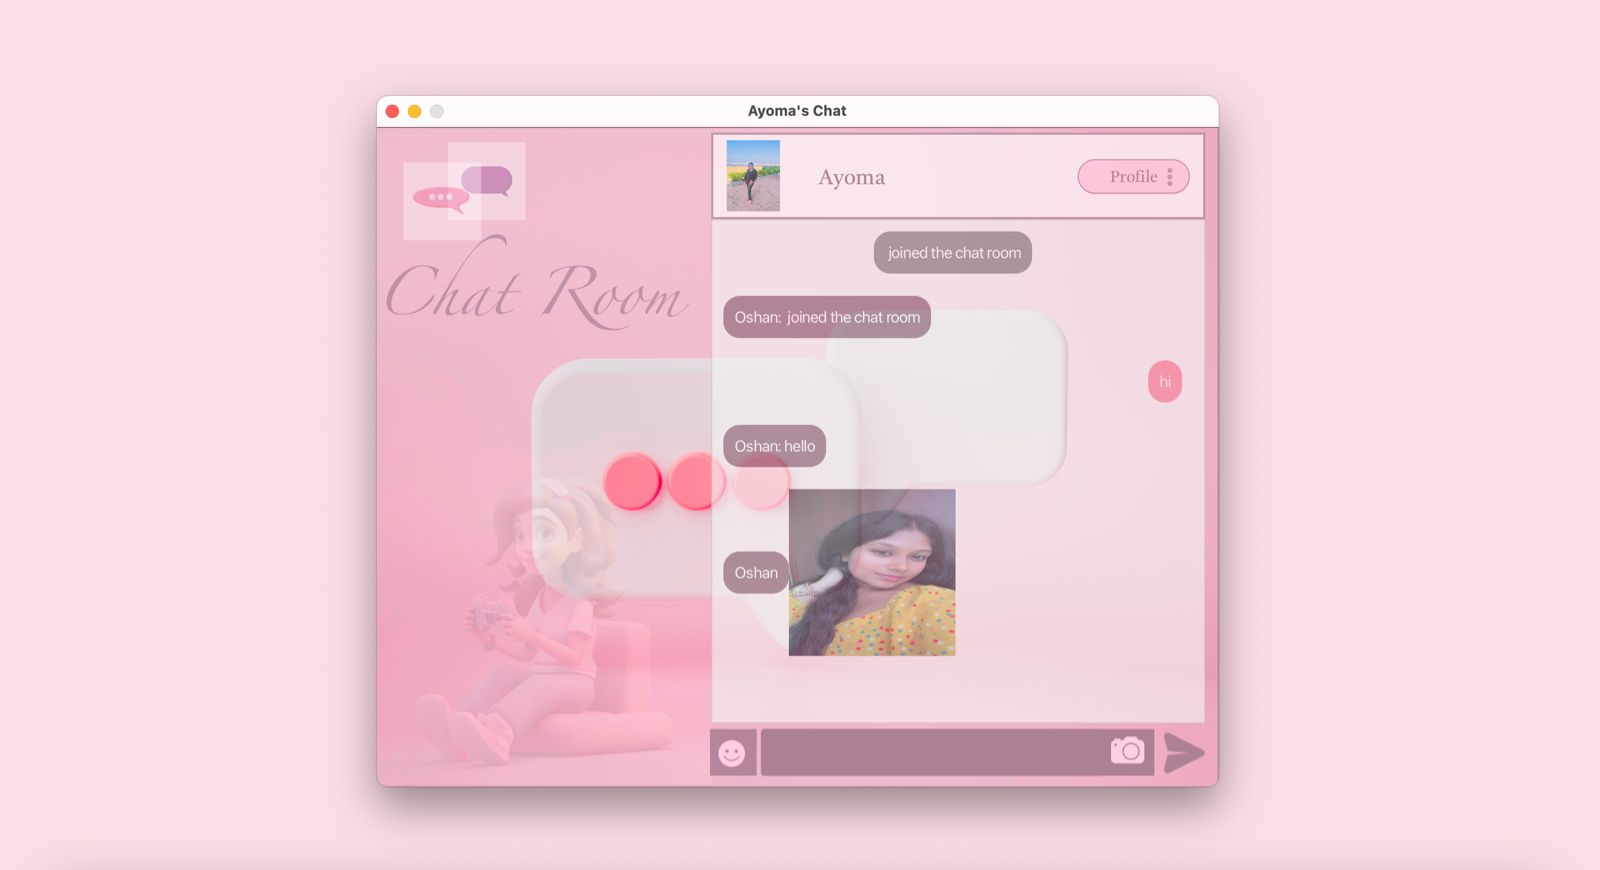 Ayoma's Chat
Chat Room
Ayoma
Profile
joined the chat room
Oshan: joined the chat room
hi
Oshan: hello
Oshan